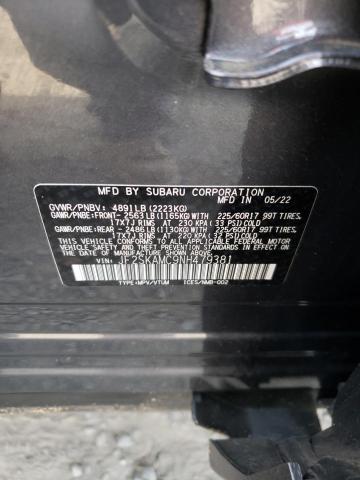 MFD BY SUBARU CORPORATION
MFD IN 05/22
GVWR/PNBV: 4891LB (2223KG)
GAWR/PNBE:FRONT- 2563LB(1165KG)WITH 225/60R17 99T TIRES.
17X7J RIMS AT 230 KPA(33 PSI)COLD
GAWR/PNBE:REAR - 2486LB(1130KG)WITH 225/60R17 99T TIRES.
17X7J RIMS AT 220 KPA(32 PSI)COLD
THIS VEHICLE CONFORMS TO ALL APPLICABLE FEDERAL MOTOR
VEHICLE SAFETY AND THEFT PREVENTION STANDARDS IN
EFFECT ON THE DATE OF MANUFACTURE SHOWN ABOVE.
VIN: JF2SKAMC9NH479381
TYPE:MPV/VTUM ICES/NMB-002